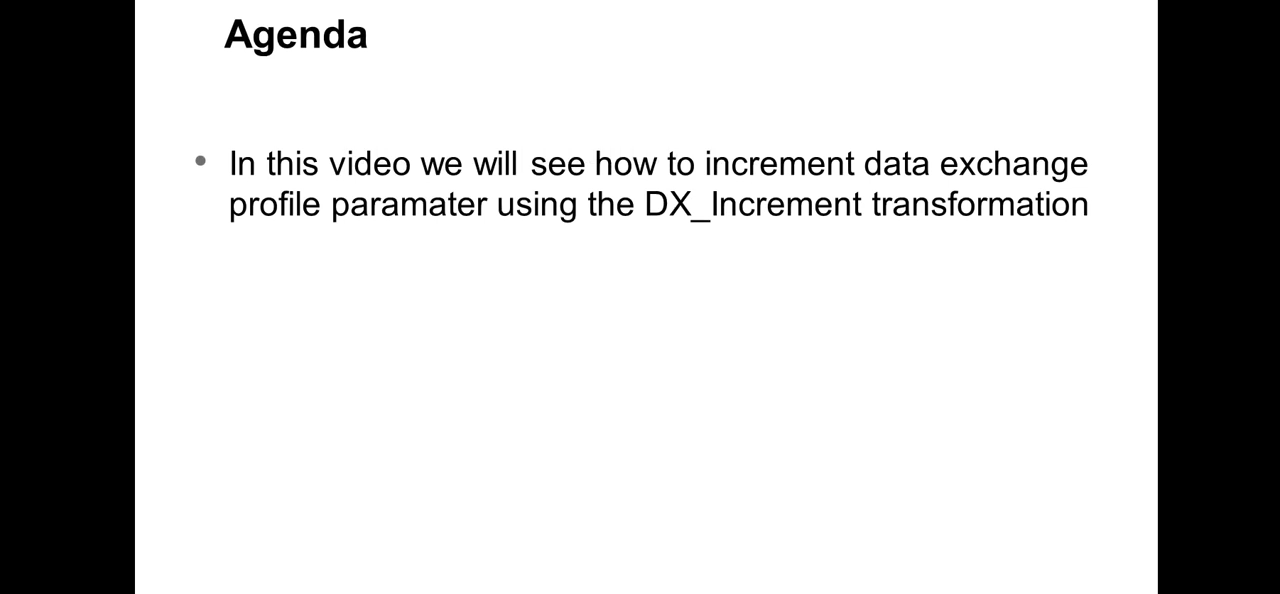 Agenda
• In this video we will see how to increment data exchange
profile paramater using the DX_Increment transformation